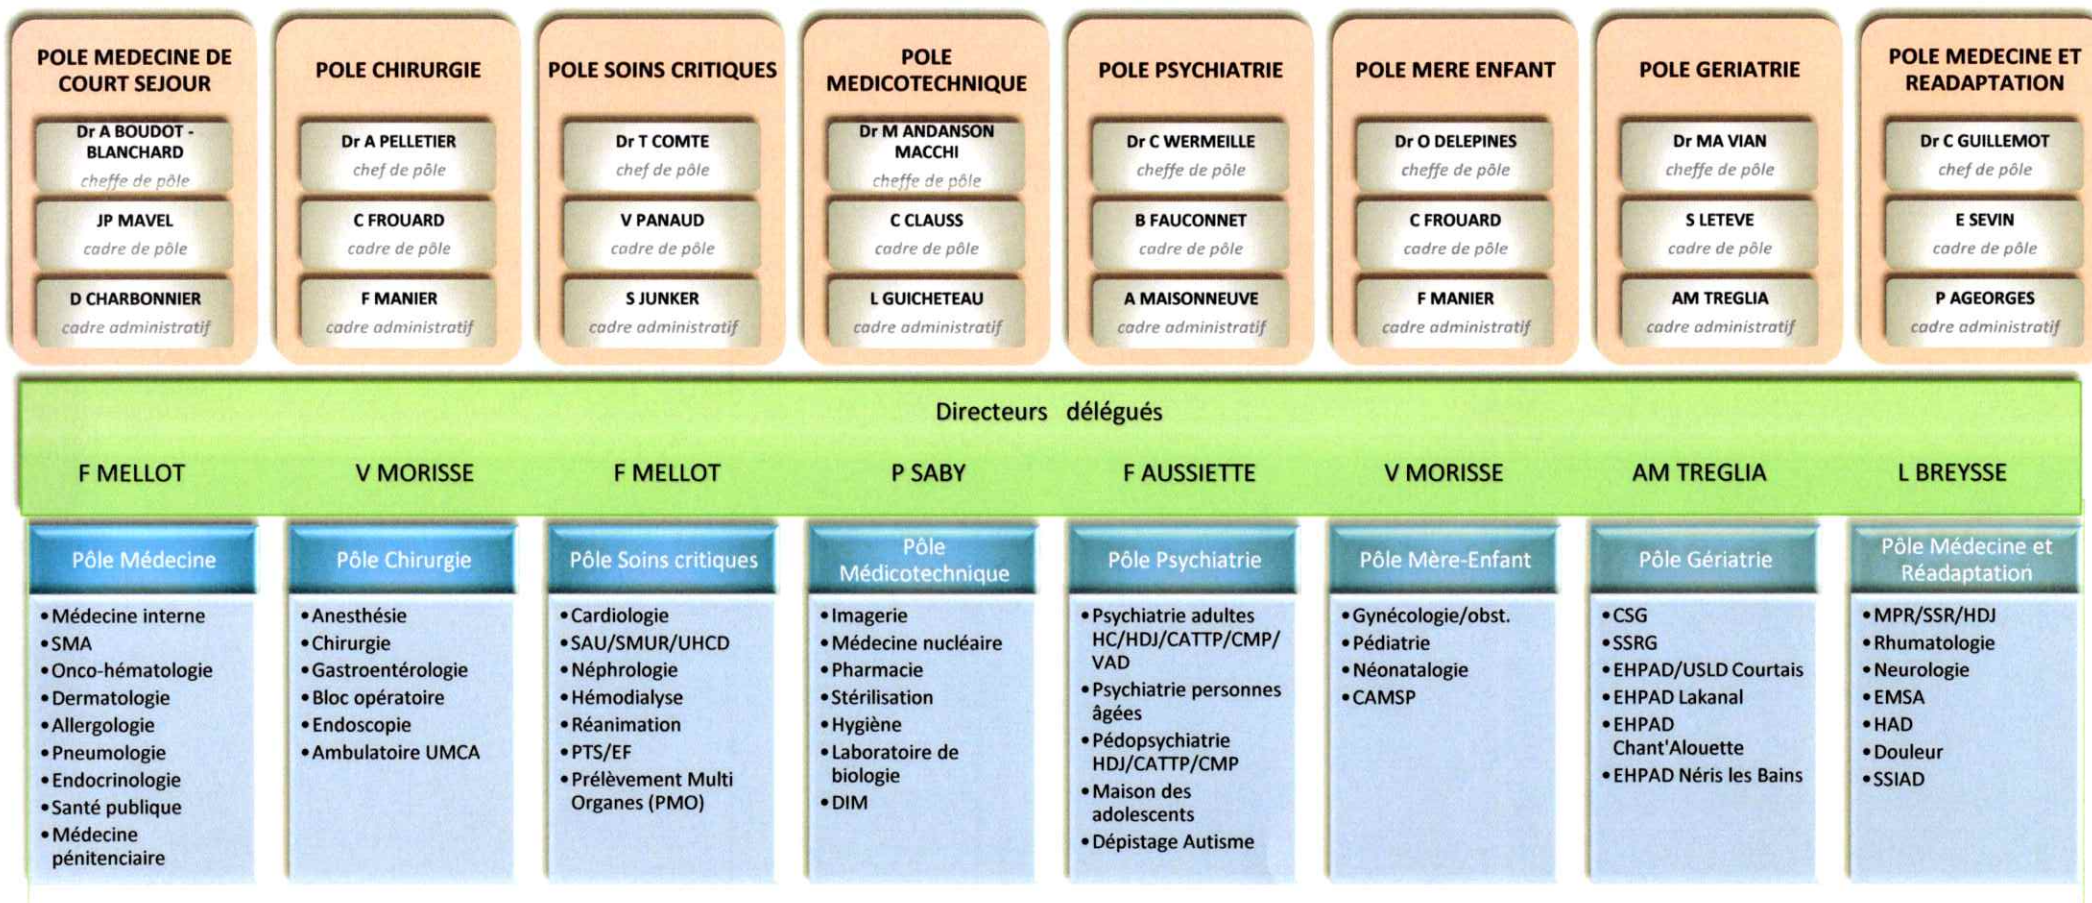 POLE MEDECINE DE
COURT SEJOUR
Dr A BOUDOT -
BLANCHARD
cheffe de pôle
JP MAVEL
cadre de pôle
D CHARBONNIER
cadre administratif
POLE CHIRURGIE
Dr A PELLETIER
chef de pôle
C FROUARD
cadre de pôle
F MANIER
cadre administratif
POLE SOINS CRITIQUES
Dr T COMTE
chef de pôle
V PANAUD
cadre de pôle
S JUNKER
cadre administratif
POLE
MEDICOTECHNIQUE
Dr M ANDANSON
MACCHI
cheffe de pôle
C CLAUSS
cadre de pôle
L GUICHETEAU
cadre administratif
POLE PSYCHIATRIE
Dr C WERMEILLE
cheffe de pôle
B FAUCONNET
cadre de pôle
A MAISONNEUVE
cadre administratif
POLE MERE ENFANT
Dr O DELEPINES
cheffe de pôle
C FROUARD
cadre de pôle
F MANIER
cadre administratif
POLE GERIATRIE
Dr MA VIAN
cheffe de pôle
S LETEVE
cadre de pôle
AM TREGLIA
cadre administratif
POLE MEDECINE ET
READAPTATION
Dr C GUILLEMOT
chef de pôle
E SEVIN
cadre de pôle
P AGEORGES
cadre administratif
Directeurs délégués
F MELLOT
V MORISSE
F MELLOT
P SABY
F AUSSIETTE
V MORISSE
AM TREGLIA
L BREYSSE
Pôle Médecine
•Médecine interne
•SMA
•Onco-hématologie
•Dermatologie
•Allergologie
•Pneumologie
•Endocrinologie
•Santé publique
•Médecine
pénitenciaire
Pôle Chirurgie
•Anesthésie
•Chirurgie
•Gastroentérologie
•Bloc opératoire
•Endoscopie
•Ambulatoire UMCA
Pôle Soins critiques
•Cardiologie
•SAU/SMUR/UHCD
•Néphrologie
•Hémodialyse
•Réanimation
•PTS/EF
•Prélèvement Multi
Organes (PMO)
Pôle
Médicotechnique
•Imagerie
•Médecine nucléaire
•Pharmacie
•Stérilisation
•Hygiène
•Laboratoire de
biologie
•DIM
Pôle Psychiatrie
•Psychiatrie adultes
HC/HDJ/CATTP/CMP/
VAD
•Psychiatrie personnes
âgées
•Pédopsychiatrie
HDJ/CATTP/CMP
•Maison des
adolescents
•Dépistage Autisme
Pôle Mère-Enfant
•Gynécologie/obst.
•Pédiatrie
•Néonatalogie
•CAMSP
Pôle Gériatrie
•CSG
•SSRG
•EHPAD/USLD Courtais
•EHPAD Lakanal
•EHPAD
Chant'Alouette
•EHPAD Néris les Bains
Pôle Médecine et
Réadaptation
•MPR/SSR/HDJ
•Rhumatologie
•Neurologie
•EMSA
•HAD
•Douleur
•SSIAD